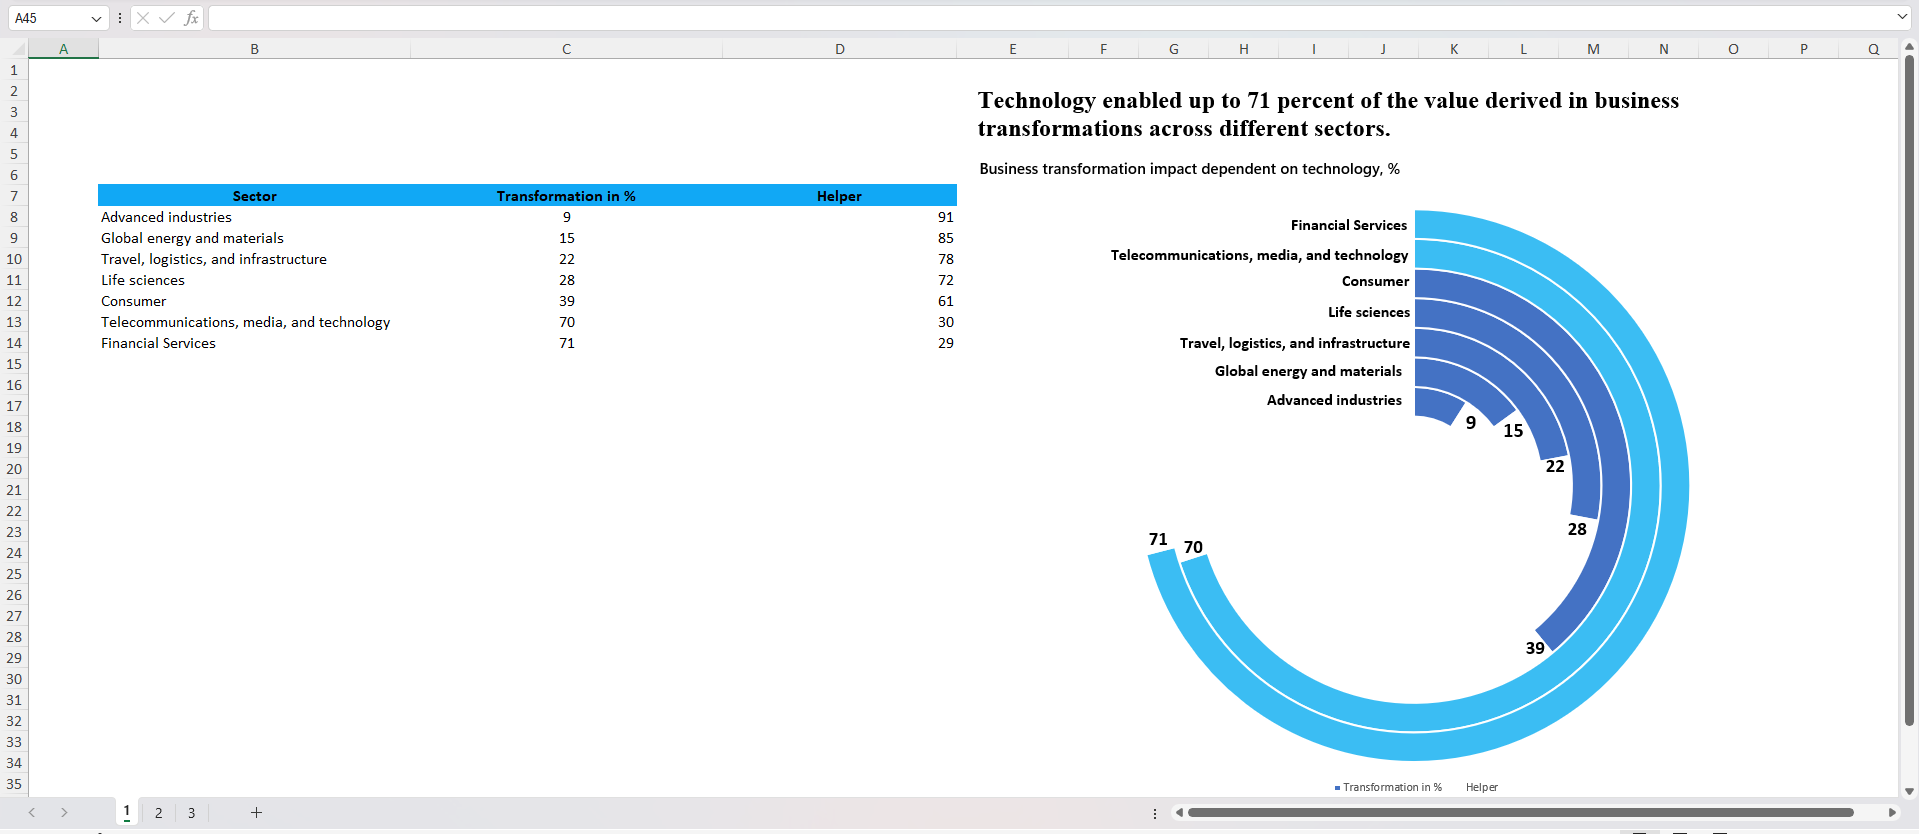 A45
fx
A B C D E F G H I J K L M N O P Q
1
2
3
4
5
6
7
8
9
10
11
12
13
14
15
16
17
18
19
20
21
22
23
24
25
26
27
28
29
30
31
32
33
34
35
Sector Transformation in % Helper
Advanced industries 9 91
Global energy and materials 15 85
Travel, logistics, and infrastructure 22 78
Life sciences 28 72
Consumer 39 61
Telecommunications, media, and technology 70 30
Financial Services 71 29
Technology enabled up to 71 percent of the value derived in business
transformations across different sectors.
Business transformation impact dependent on technology, %
Financial Services
Telecommunications, media, and technology
Consumer
Life sciences
Travel, logistics, and infrastructure
Global energy and materials
Advanced industries
9
15
22
28
71 70
39
Transformation in % Helper
1 2 3 +